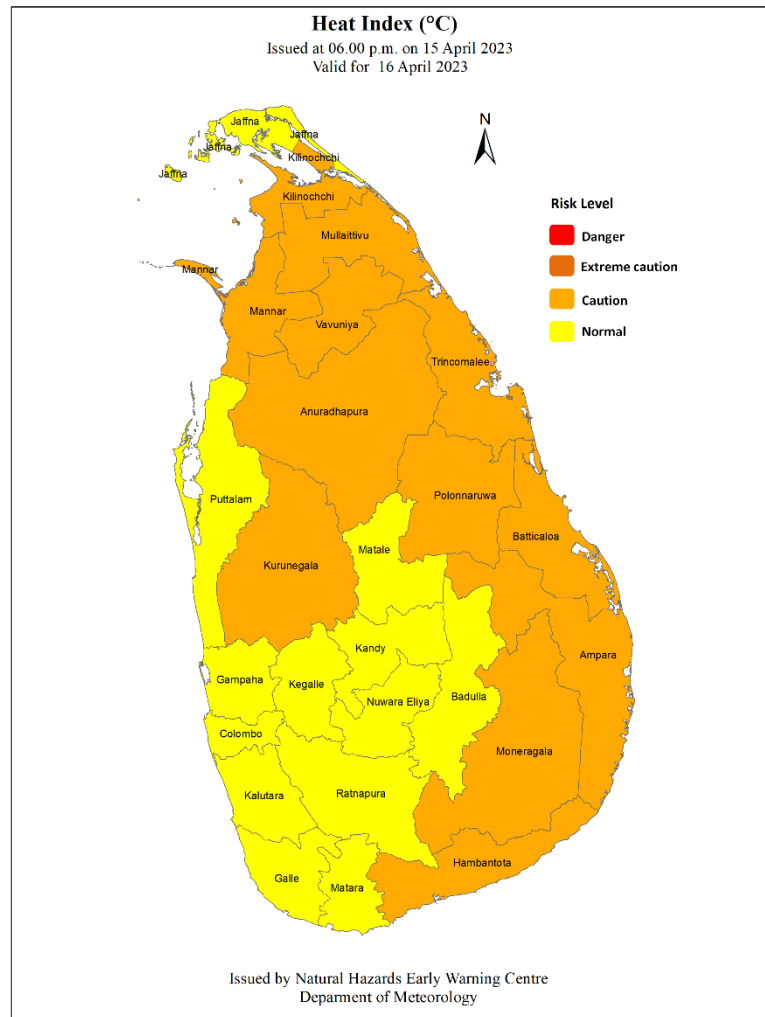 Heat Index (°C)
Issued at 06.00 p.m. on 15 April 2023
Valid for 16 April 2023
N
Jaffna
Jaffna
Jaffna
Kilinochchi
Jaffna
Kilinochchi
Risk Level
Danger
Extreme caution
Caution
Normal
Mullaittivu
Mannar
Mannar
Vavuniya
Trincomalee
Anuradhapura
Puttalam
Polonnaruwa
Batticaloa
Matale
Kurunegala
Kandy
Ampara
Gampaha
Kegalle
Nuwara Eliya
Badulla
Colombo
Moneragala
Kalutara
Ratnapura
Hambantota
Galle
Matara
Issued by Natural Hazards Early Warning Centre
Deparment of Meteorology